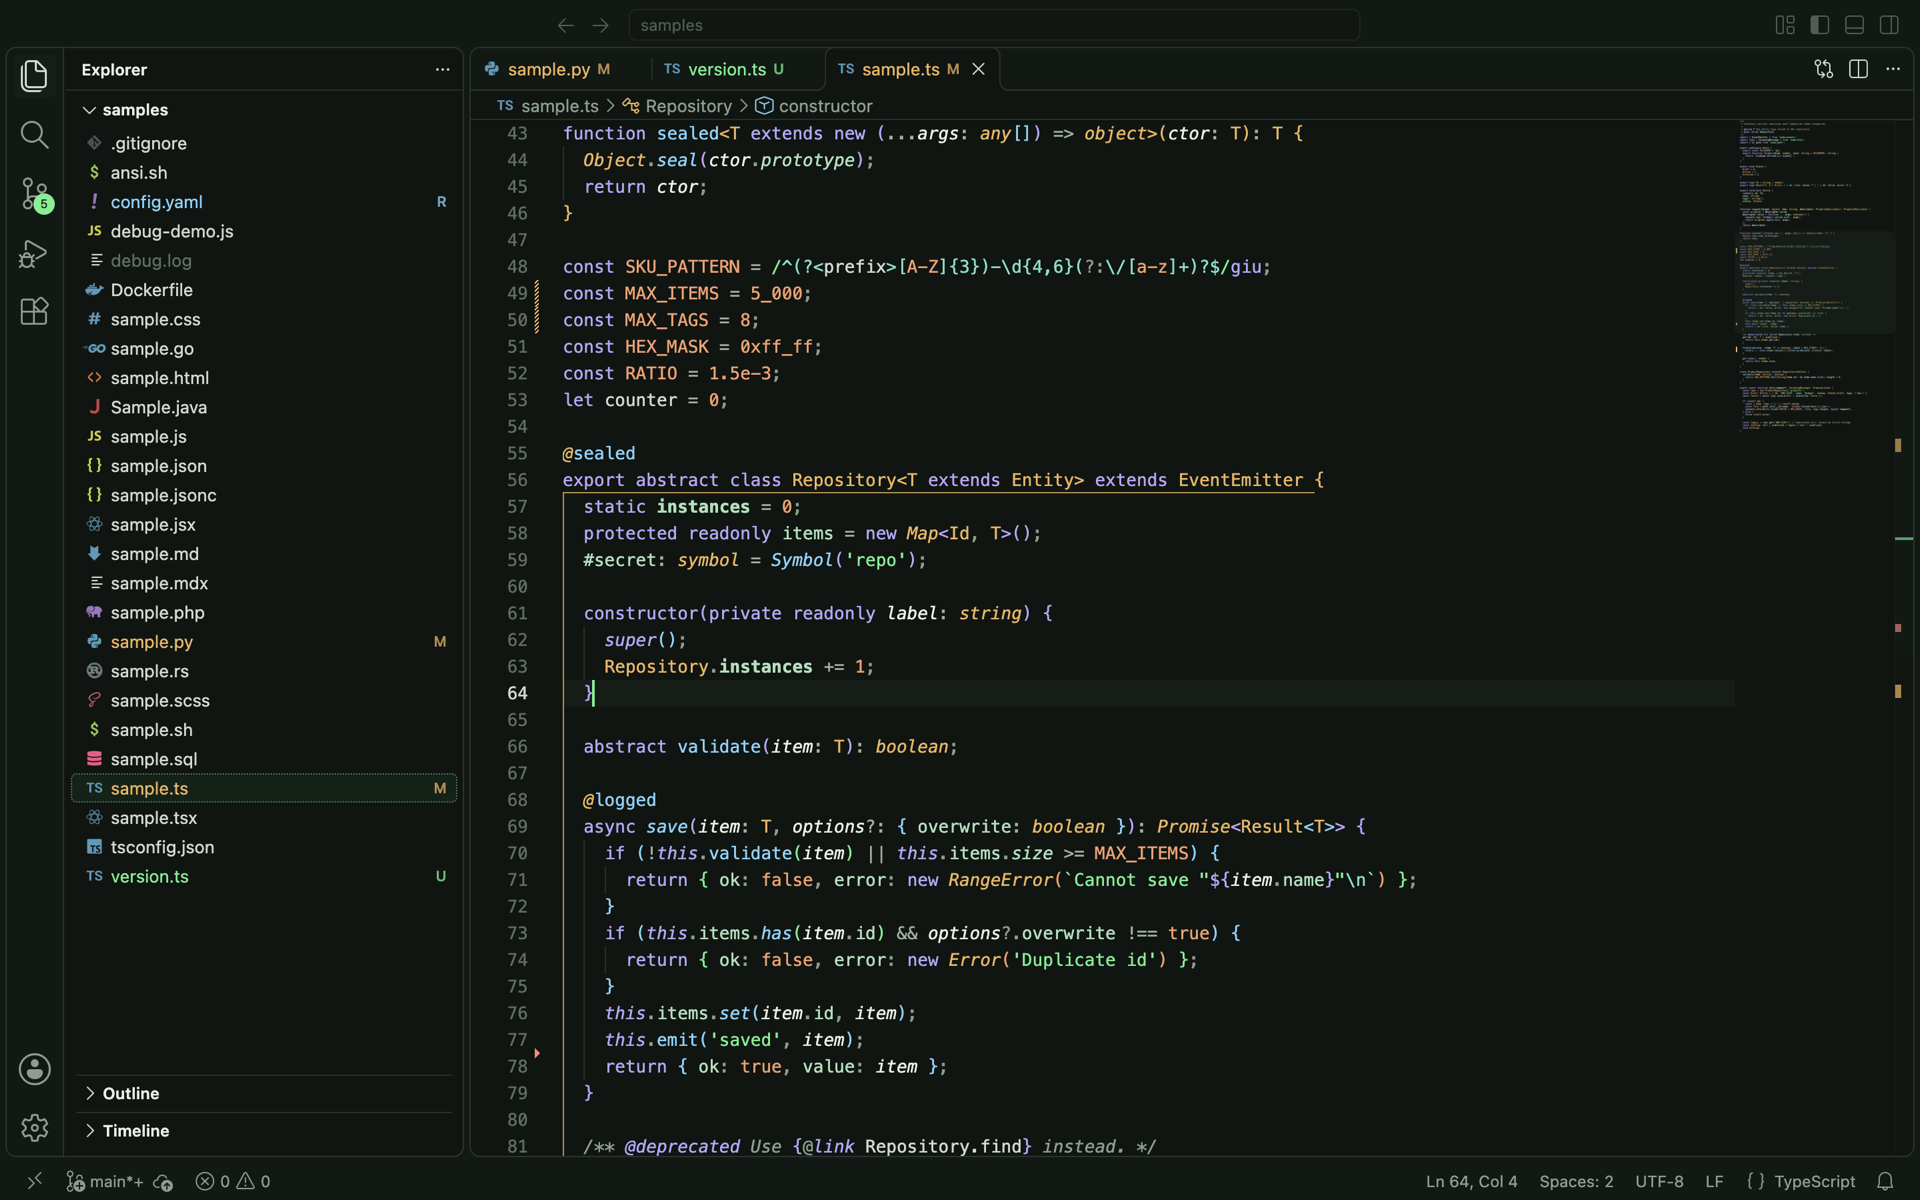 samples
Explorer
samples
.gitignore
$ ansi.sh
! config.yaml R
JS debug-demo.js
debug.log
Dockerfile
# sample.css
GO sample.go
<> sample.html
J Sample.java
JS sample.js
{} sample.json
{} sample.jsonc
sample.jsx
sample.md
sample.mdx
sample.php
sample.py M
sample.rs
sample.scss
$ sample.sh
sample.sql
TS sample.ts M
sample.tsx
TS tsconfig.json
TS version.ts U
Outline
Timeline
5
sample.py M
TS version.ts U
TS sample.ts M
TS sample.ts > Repository > constructor
43 function sealed<T extends new (...args: any[]) => object>(ctor: T): T {
44 Object.seal(ctor.prototype);
45 return ctor;
46 }
47
48 const SKU_PATTERN = /^(?<prefix>[A-Z]{3})-\d{4,6}(?:\/[a-z]+)?$/giu;
49 const MAX_ITEMS = 5_000;
50 const MAX_TAGS = 8;
51 const HEX_MASK = 0xff_ff;
52 const RATIO = 1.5e-3;
53 let counter = 0;
54
55 @sealed
56 export abstract class Repository<T extends Entity> extends EventEmitter {
57 static instances = 0;
58 protected readonly items = new Map<Id, T>();
59 #secret: symbol = Symbol('repo');
60
61 constructor(private readonly label: string) {
62 super();
63 Repository.instances += 1;
64 }
65
66 abstract validate(item: T): boolean;
67
68 @logged
69 async save(item: T, options?: { overwrite: boolean }): Promise<Result<T>> {
70 if (!this.validate(item) || this.items.size >= MAX_ITEMS) {
71 return { ok: false, error: new RangeError(`Cannot save "${item.name}"\n`) };
72 }
73 if (this.items.has(item.id) && options?.overwrite !== true) {
74 return { ok: false, error: new Error('Duplicate id') };
75 }
76 this.items.set(item.id, item);
77 this.emit('saved', item);
78 return { ok: true, value: item };
79 }
80
81 /** @deprecated Use {@link Repository.find} instead. */
main*+
0 0
Ln 64, Col 4
Spaces: 2
UTF-8
LF
{} TypeScript